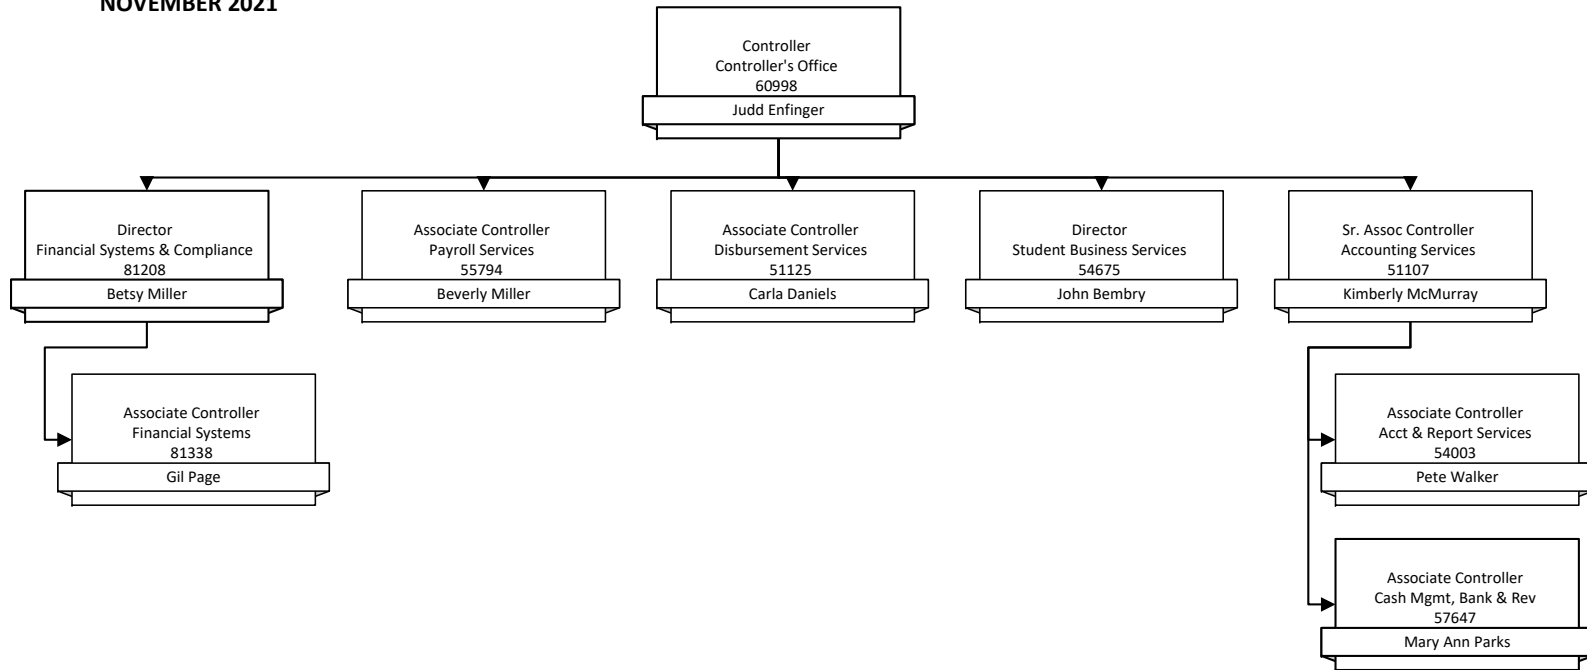 NOVEMBER 2021
Controller
Controller's Office
60998
Judd Enfinger
Director
Financial Systems & Compliance
81208
Betsy Miller
Associate Controller
Payroll Services
55794
Beverly Miller
Associate Controller
Disbursement Services
51125
Carla Daniels
Director
Student Business Services
54675
John Bembry
Sr. Assoc Controller
Accounting Services
51107
Kimberly McMurray
Associate Controller
Financial Systems
81338
Gil Page
Associate Controller
Acct & Report Services
54003
Pete Walker
Associate Controller
Cash Mgmt, Bank & Rev
57647
Mary Ann Parks